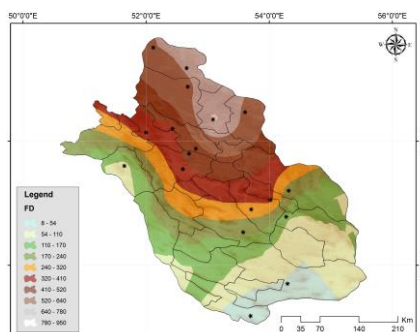 50°0'0"E 52°0'0"E 54°0'0"E 56°0'0"E
N
W E
S
Legend
FD
8 - 54
54 - 110
110 - 170
170 - 240
240 - 320
320 - 410
410 - 520
520 - 640
640 - 780
780 - 950
Km
0 35 70 140 210